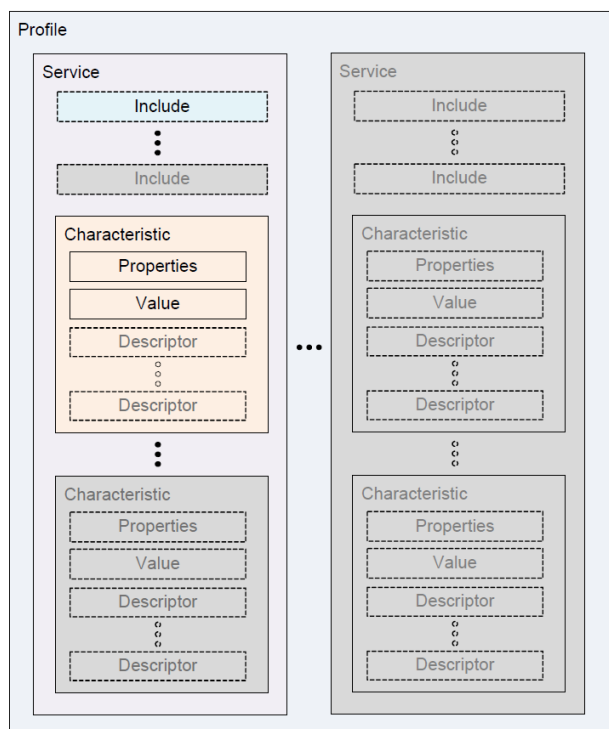 Profile
Service
Include
Include
Characteristic
Properties
Value
Descriptor
Descriptor
Characteristic
Properties
Value
Descriptor
Descriptor
Service
Include
Include
Characteristic
Properties
Value
Descriptor
Descriptor
Characteristic
Properties
Value
Descriptor
Descriptor